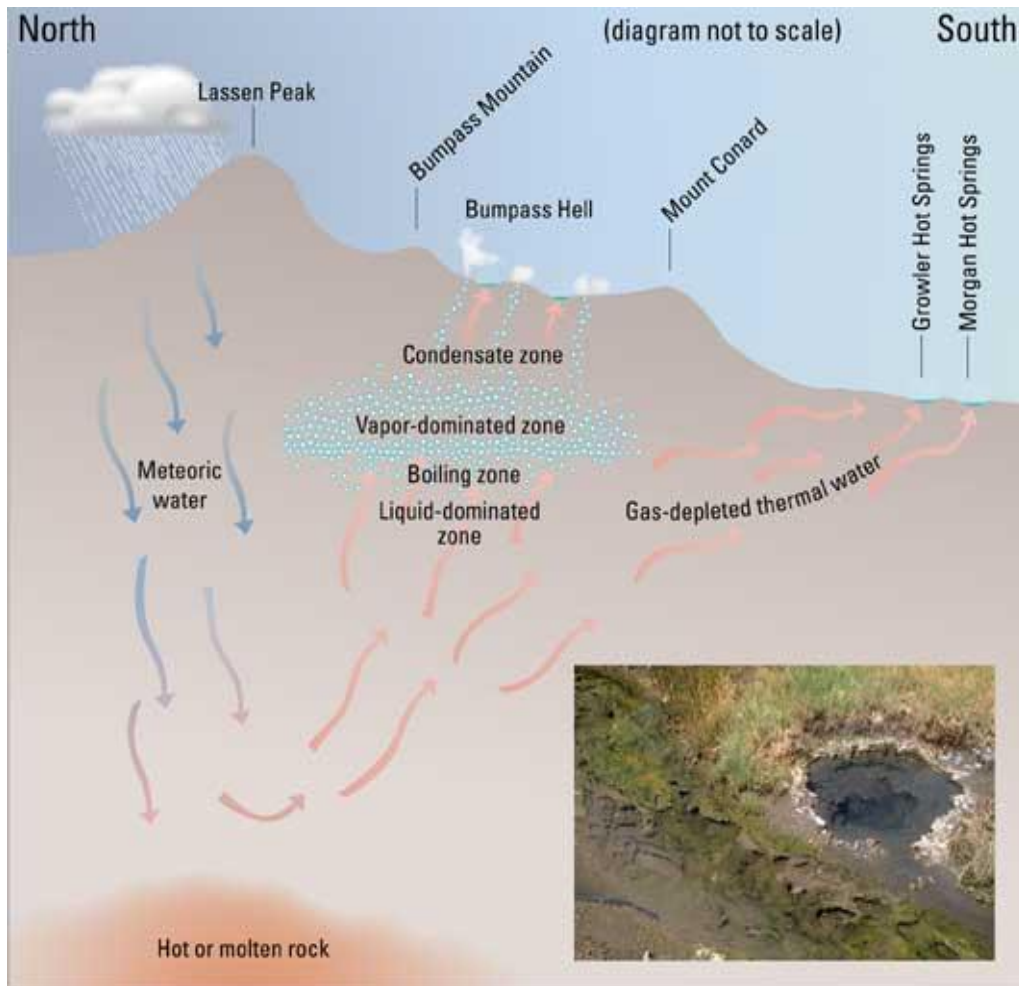 North
(diagram not to scale)
South
Lassen Peak
Bumpass Mountain
Bumpass Hell
Mount Conard
Growler Hot Springs
Morgan Hot Springs
Condensate zone
Vapor-dominated zone
Boiling zone
Meteoric
water
Liquid-dominated
zone
Gas-depleted thermal water
Hot or molten rock